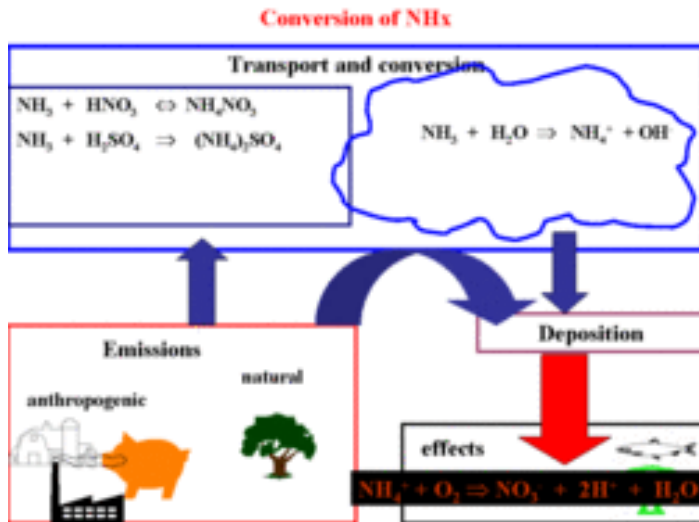 Conversion of NHx
Transport and conversion
NH₃ + HNO₃ ⇔ NH₄NO₃
NH₃ + H₂SO₄ ⇒ (NH₄)₂SO₄
NH₃ + H₂O ⇒ NH₄⁺ + OH⁻
Emissions
natural
anthropogenic
Deposition
effects
NH₄⁺ + O₂ ⇒ NO₃⁻ + 2H⁺ + H₂O